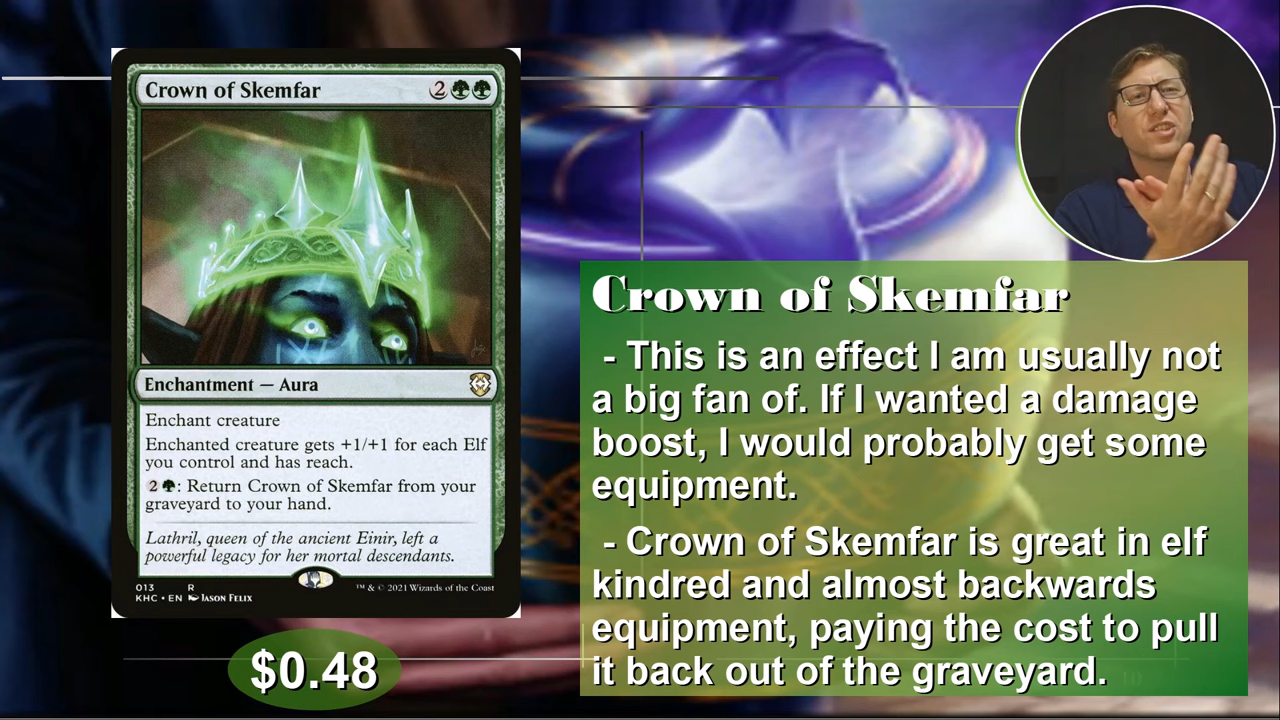 Crown of Skemfar 2
Enchantment — Aura
Enchant creature
Enchanted creature gets +1/+1 for each Elf
you control and has reach.
2: Return Crown of Skemfar from your
graveyard to your hand.
Lathril, queen of the ancient Einir, left a
powerful legacy for her mortal descendants.
013 R
KHC • EN JASON FELIX
™ & © 2021 Wizards of the Coast
$0.48
Crown of Skemfar
- This is an effect I am usually not
a big fan of. If I wanted a damage
boost, I would probably get some
equipment.
- Crown of Skemfar is great in elf
kindred and almost backwards
equipment, paying the cost to pull
it back out of the graveyard.